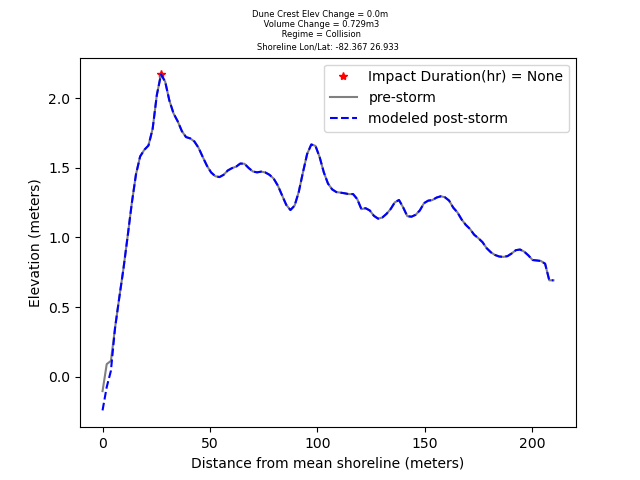 Dune Crest Elev Change = 0.0m
Volume Change = 0.729m3
Regime = Collision
Shoreline Lon/Lat: -82.367 26.933
Impact Duration(hr) = None
pre-storm
modeled post-storm
Elevation (meters)
2.0
1.5
1.0
0.5
0.0
0 50 100 150 200
Distance from mean shoreline (meters)